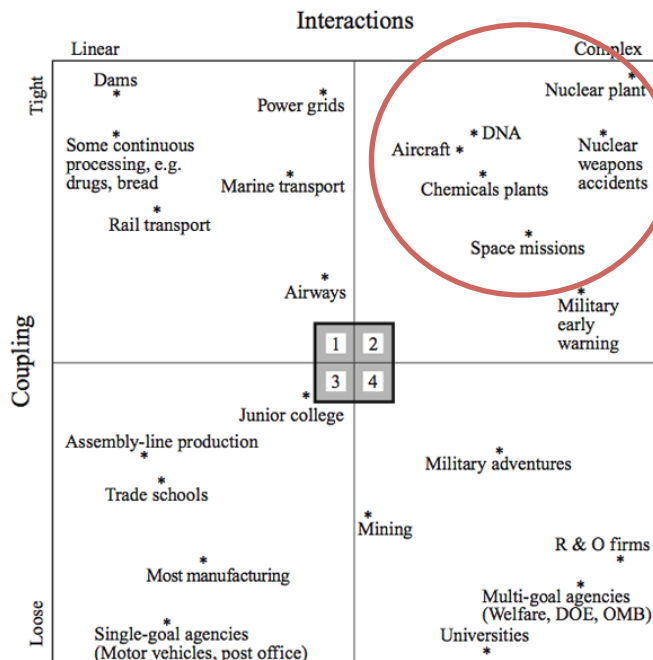 Interactions
Linear
Complex
Tight
Coupling
Loose
Dams
Power grids
Nuclear plant
Some continuous
processing, e.g.
drugs, bread
DNA
Aircraft
Nuclear
weapons
accidents
Marine transport
Chemicals plants
Rail transport
Space missions
Airways
Military
early
warning
1 2
3 4
Junior college
Assembly-line production
Military adventures
Trade schools
Mining
R & O firms
Most manufacturing
Multi-goal agencies
(Welfare, DOE, OMB)
Single-goal agencies
(Motor vehicles, post office)
Universities